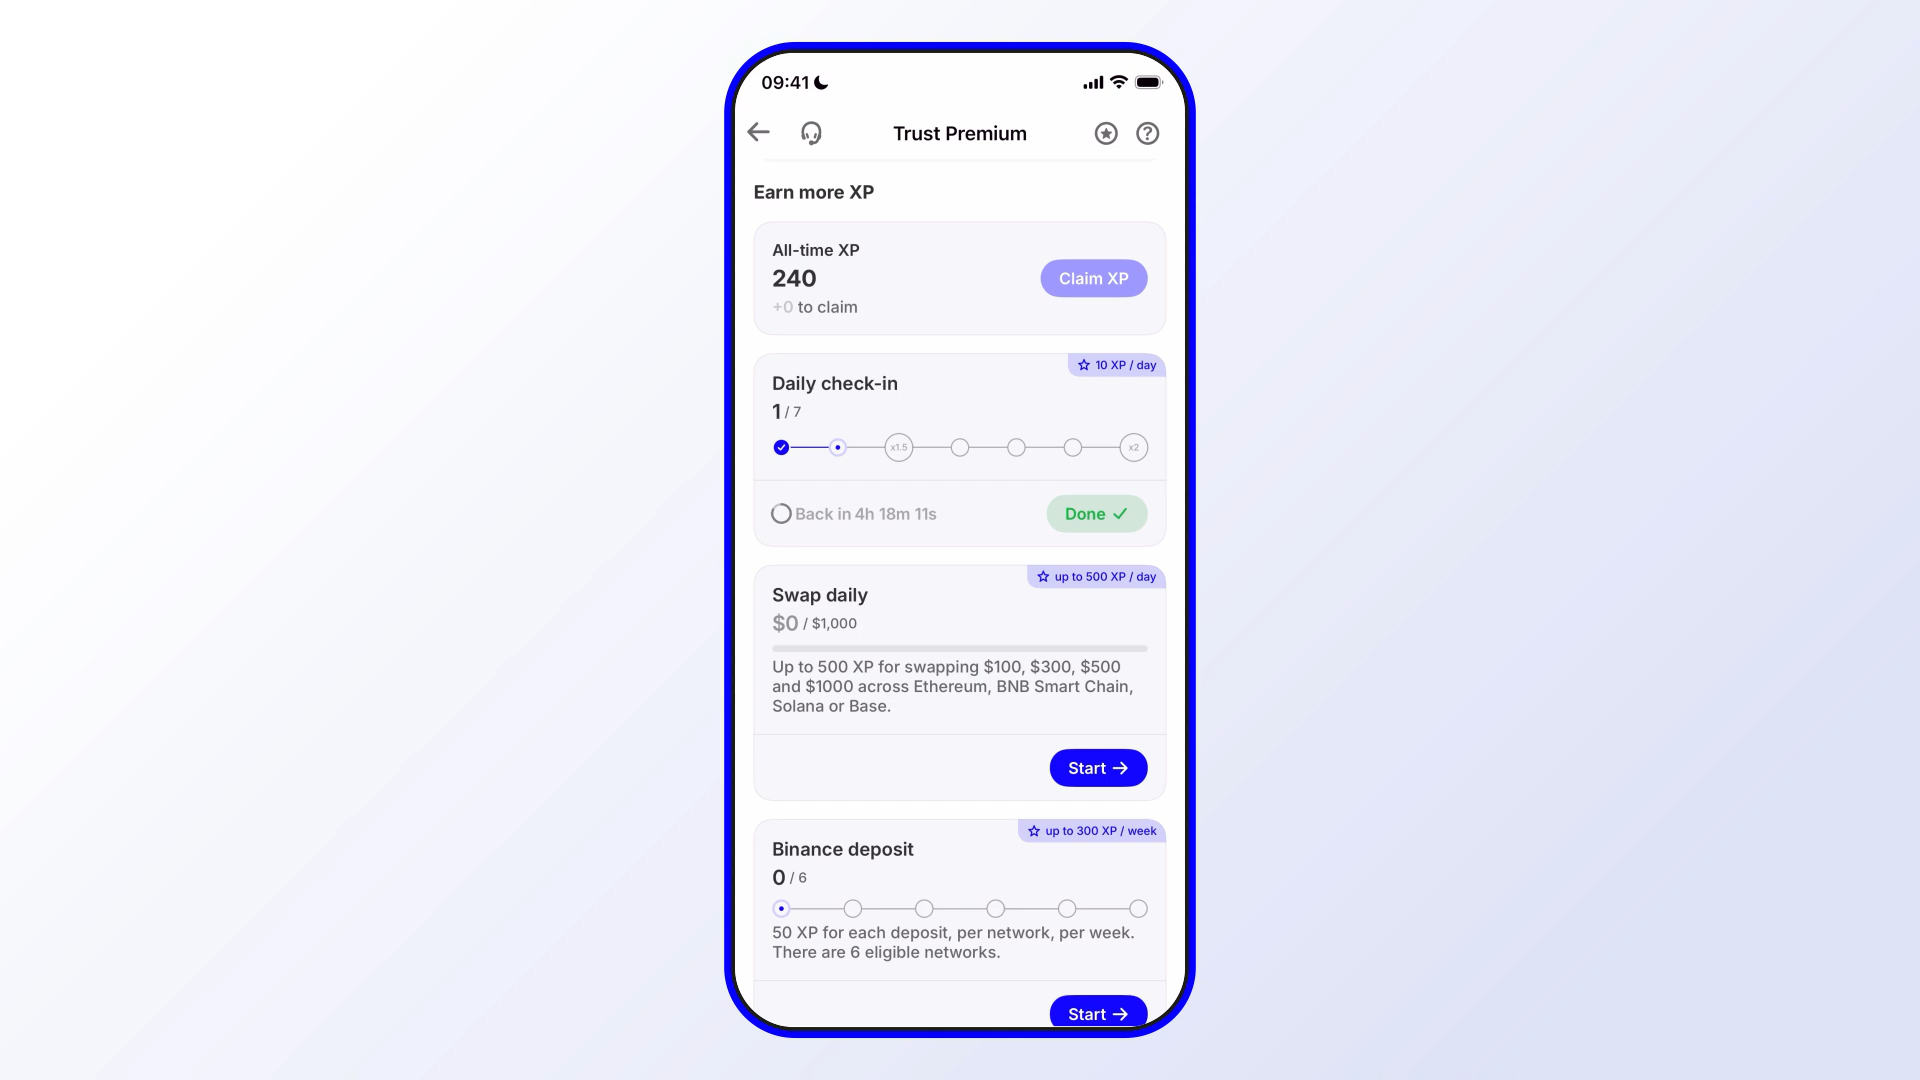 09:41
Trust Premium
Earn more XP
All-time XP
240
Claim XP
+0 to claim
10 XP / day
Daily check-in
1 / 7
x1.5
x2
Back in 4h 18m 11s
Done
up to 500 XP / day
Swap daily
$0 / $1,000
Up to 500 XP for swapping $100, $300, $500
and $1000 across Ethereum, BNB Smart Chain,
Solana or Base.
Start
up to 300 XP / week
Binance deposit
0 / 6
50 XP for each deposit, per network, per week.
There are 6 eligible networks.
Start